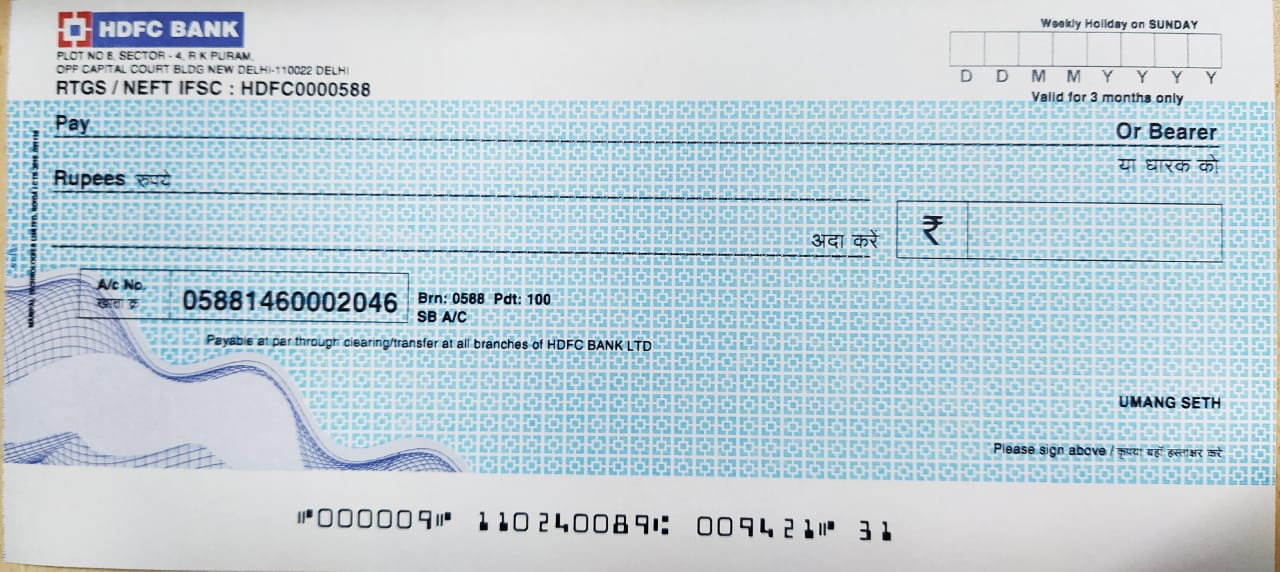 HDFC BANK
PLOT NO 8, SECTOR - 4, R K PURAM,
OPP CAPITAL COURT BLDG NEW DELHI-110022 DELHI
RTGS / NEFT IFSC : HDFC0000588
Weekly Holiday on SUNDAY
D D M M Y Y Y Y
Valid for 3 months only
Pay
Or Bearer
या धारक को
Rupees रुपये
अदा करें
₹
A/c No.
खाता क्र
05881460002046
Brn: 0588 Pdt: 100
SB A/C
Payable at par through clearing/transfer at all branches of HDFC BANK LTD
UMANG SETH
Please sign above / कृपया यहाँ हस्ताक्षर करें
⑈000009⑈ 110240089⑆ 009421⑈ 31